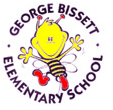 GEORGE BISSETT
• ELEMENTARY SCHOOL •